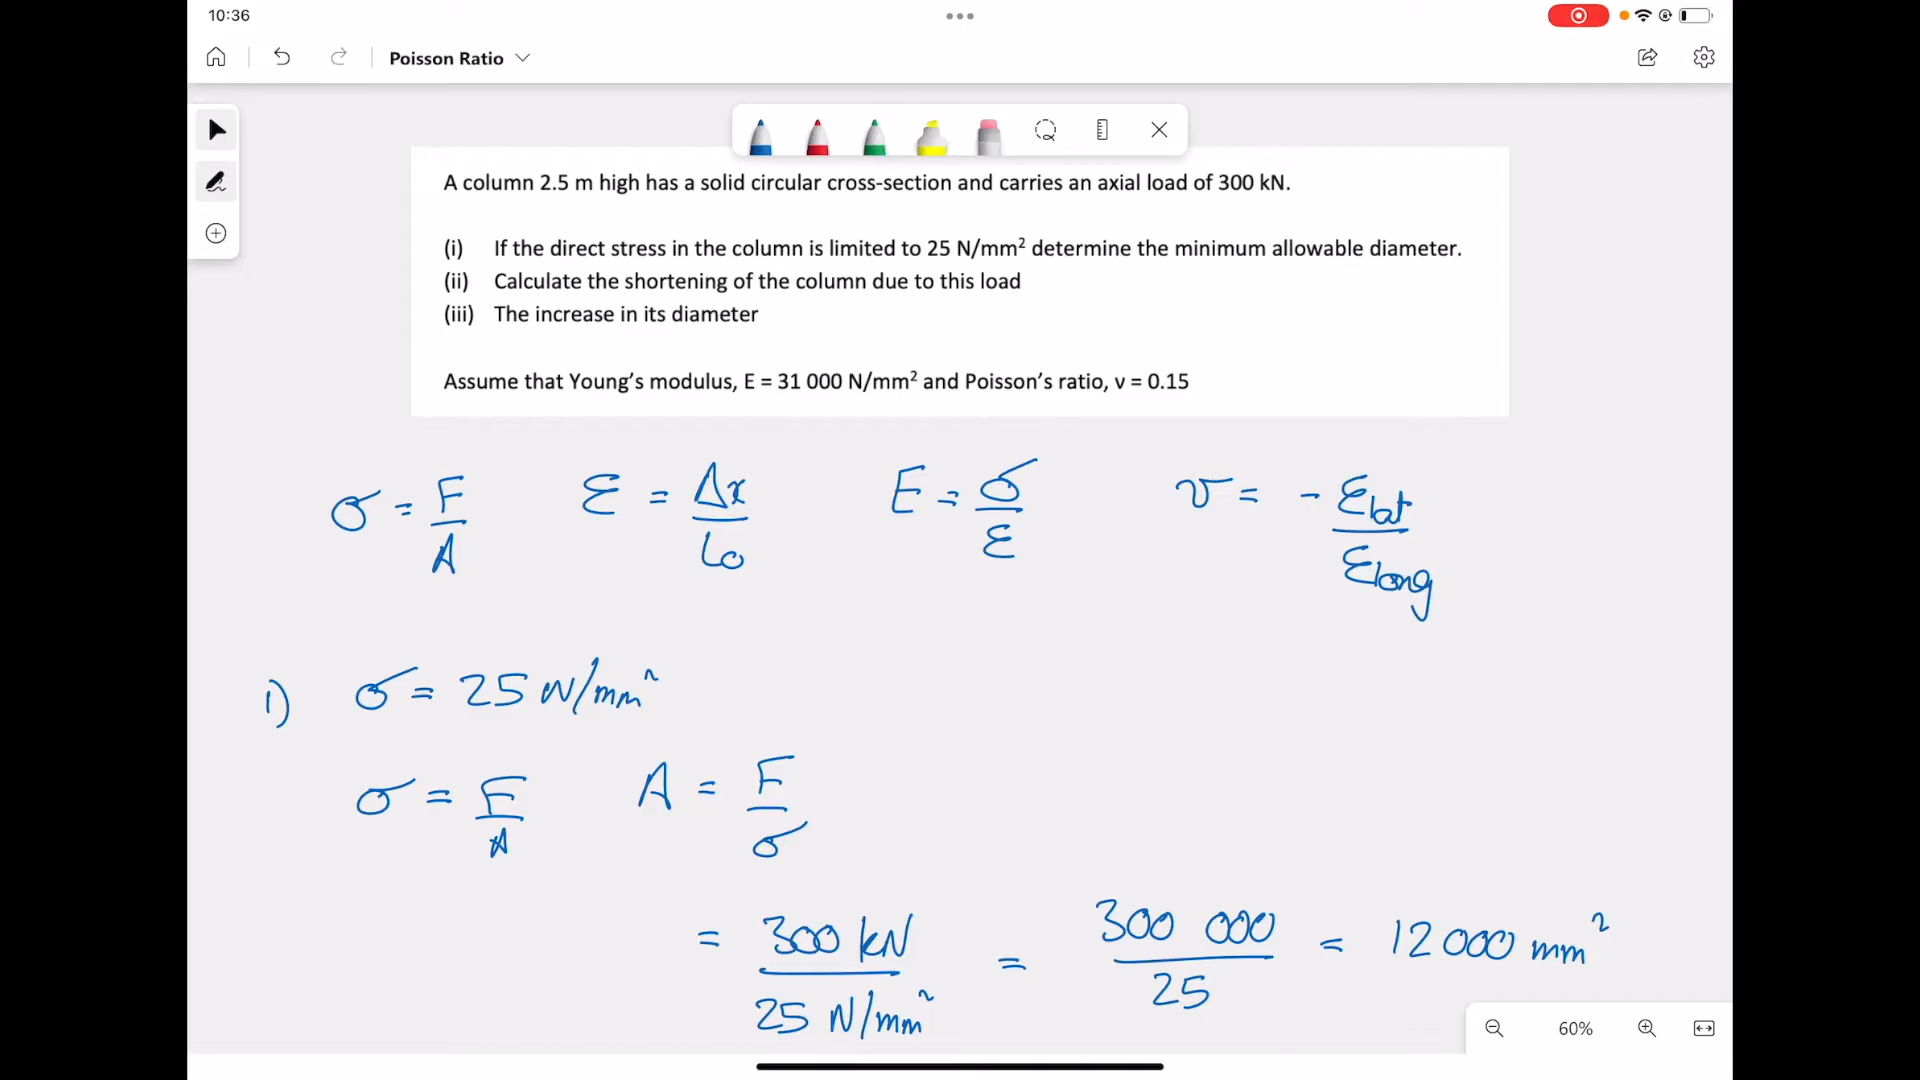 10:36
Poisson Ratio
A column 2.5 m high has a solid circular cross-section and carries an axial load of 300 kN.
(i) If the direct stress in the column is limited to 25 N/mm² determine the minimum allowable diameter.
(ii) Calculate the shortening of the column due to this load
(iii) The increase in its diameter
Assume that Young's modulus, E = 31 000 N/mm² and Poisson's ratio, ν = 0.15
σ = F/A ε = Δx/L₀ E = σ/ε ν = - εlat/εlong
1) σ = 25 N/mm²
σ = F/A A = F/σ
= 300 kN/25 N/mm² = 300 000/25 = 12000 mm²
60%